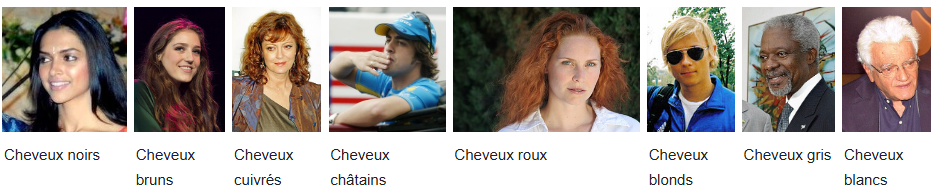 Cheveux noirs
Cheveux
bruns
Cheveux
cuivrés
Cheveux
châtains
Cheveux roux
Cheveux
blonds
Cheveux gris
Cheveux
blancs